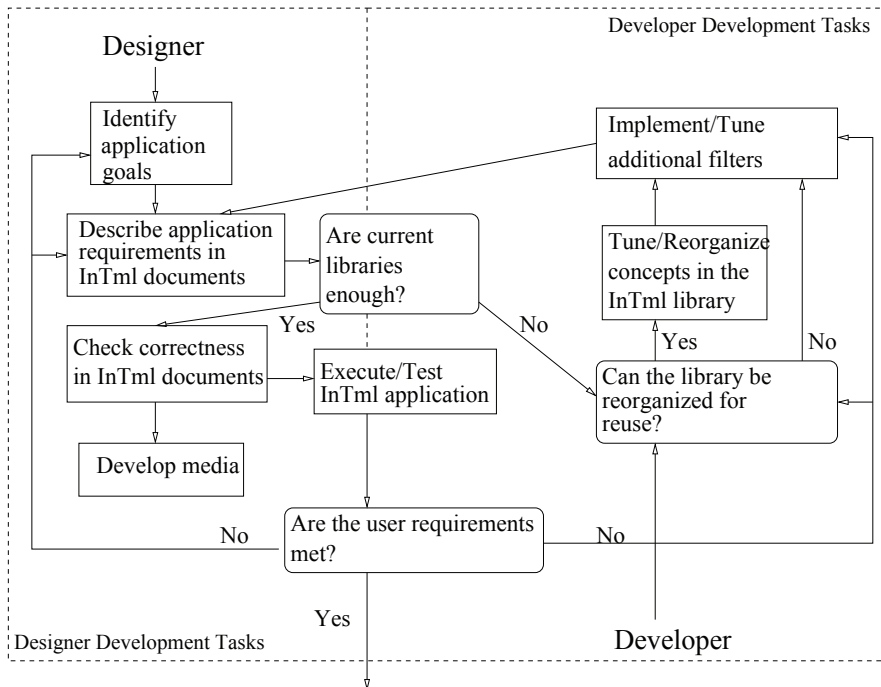 Developer Development Tasks
Designer
Identify
application
goals
Implement/Tune
additional filters
Describe application
requirements in
InTml documents
Are current
libraries
enough?
Tune/Reorganize
concepts in the
InTml library
Yes
No
Yes
No
Check correctness
in InTml documents
Execute/Test
InTml application
Can the library be
reorganized for
reuse?
Develop media
No
Are the user requirements
met?
No
Yes
Designer Development Tasks
Developer